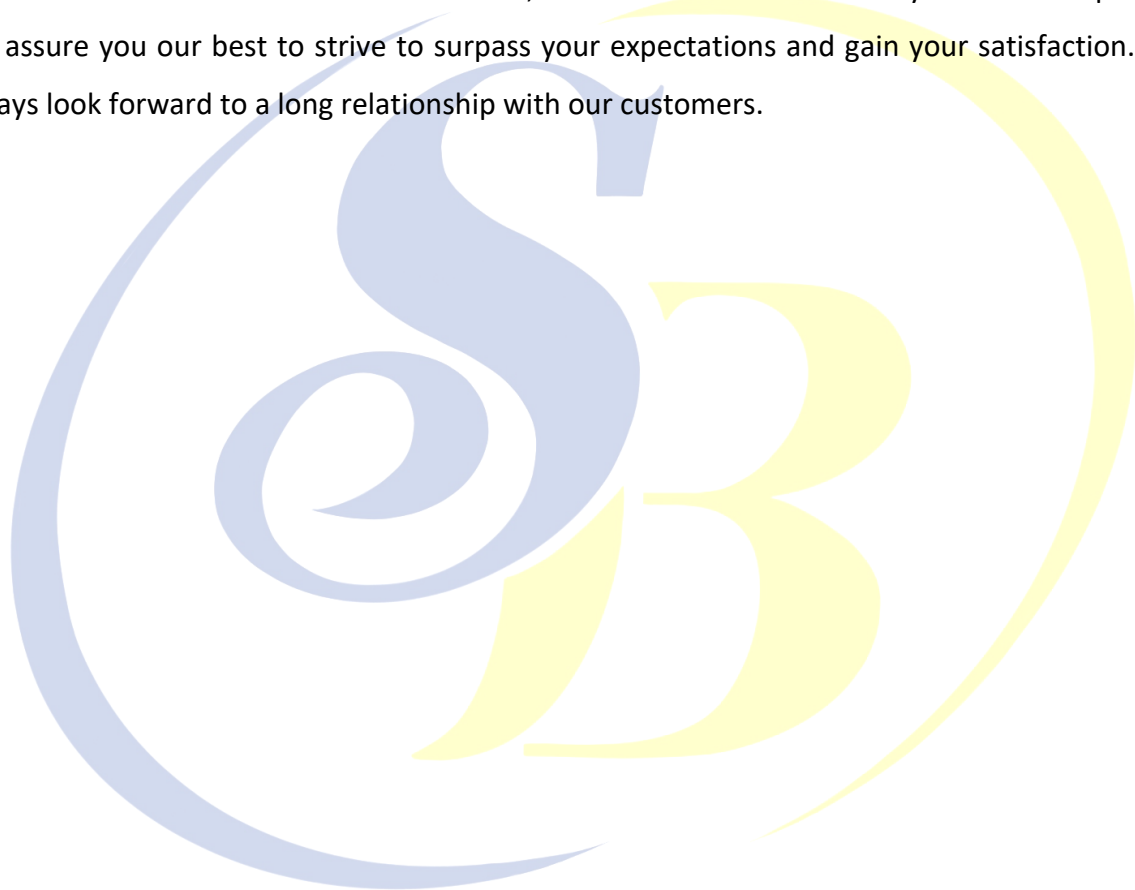 assure you our best to strive to surpass your expectations and gain your satisfaction.
ays look forward to a long relationship with our customers.
SB